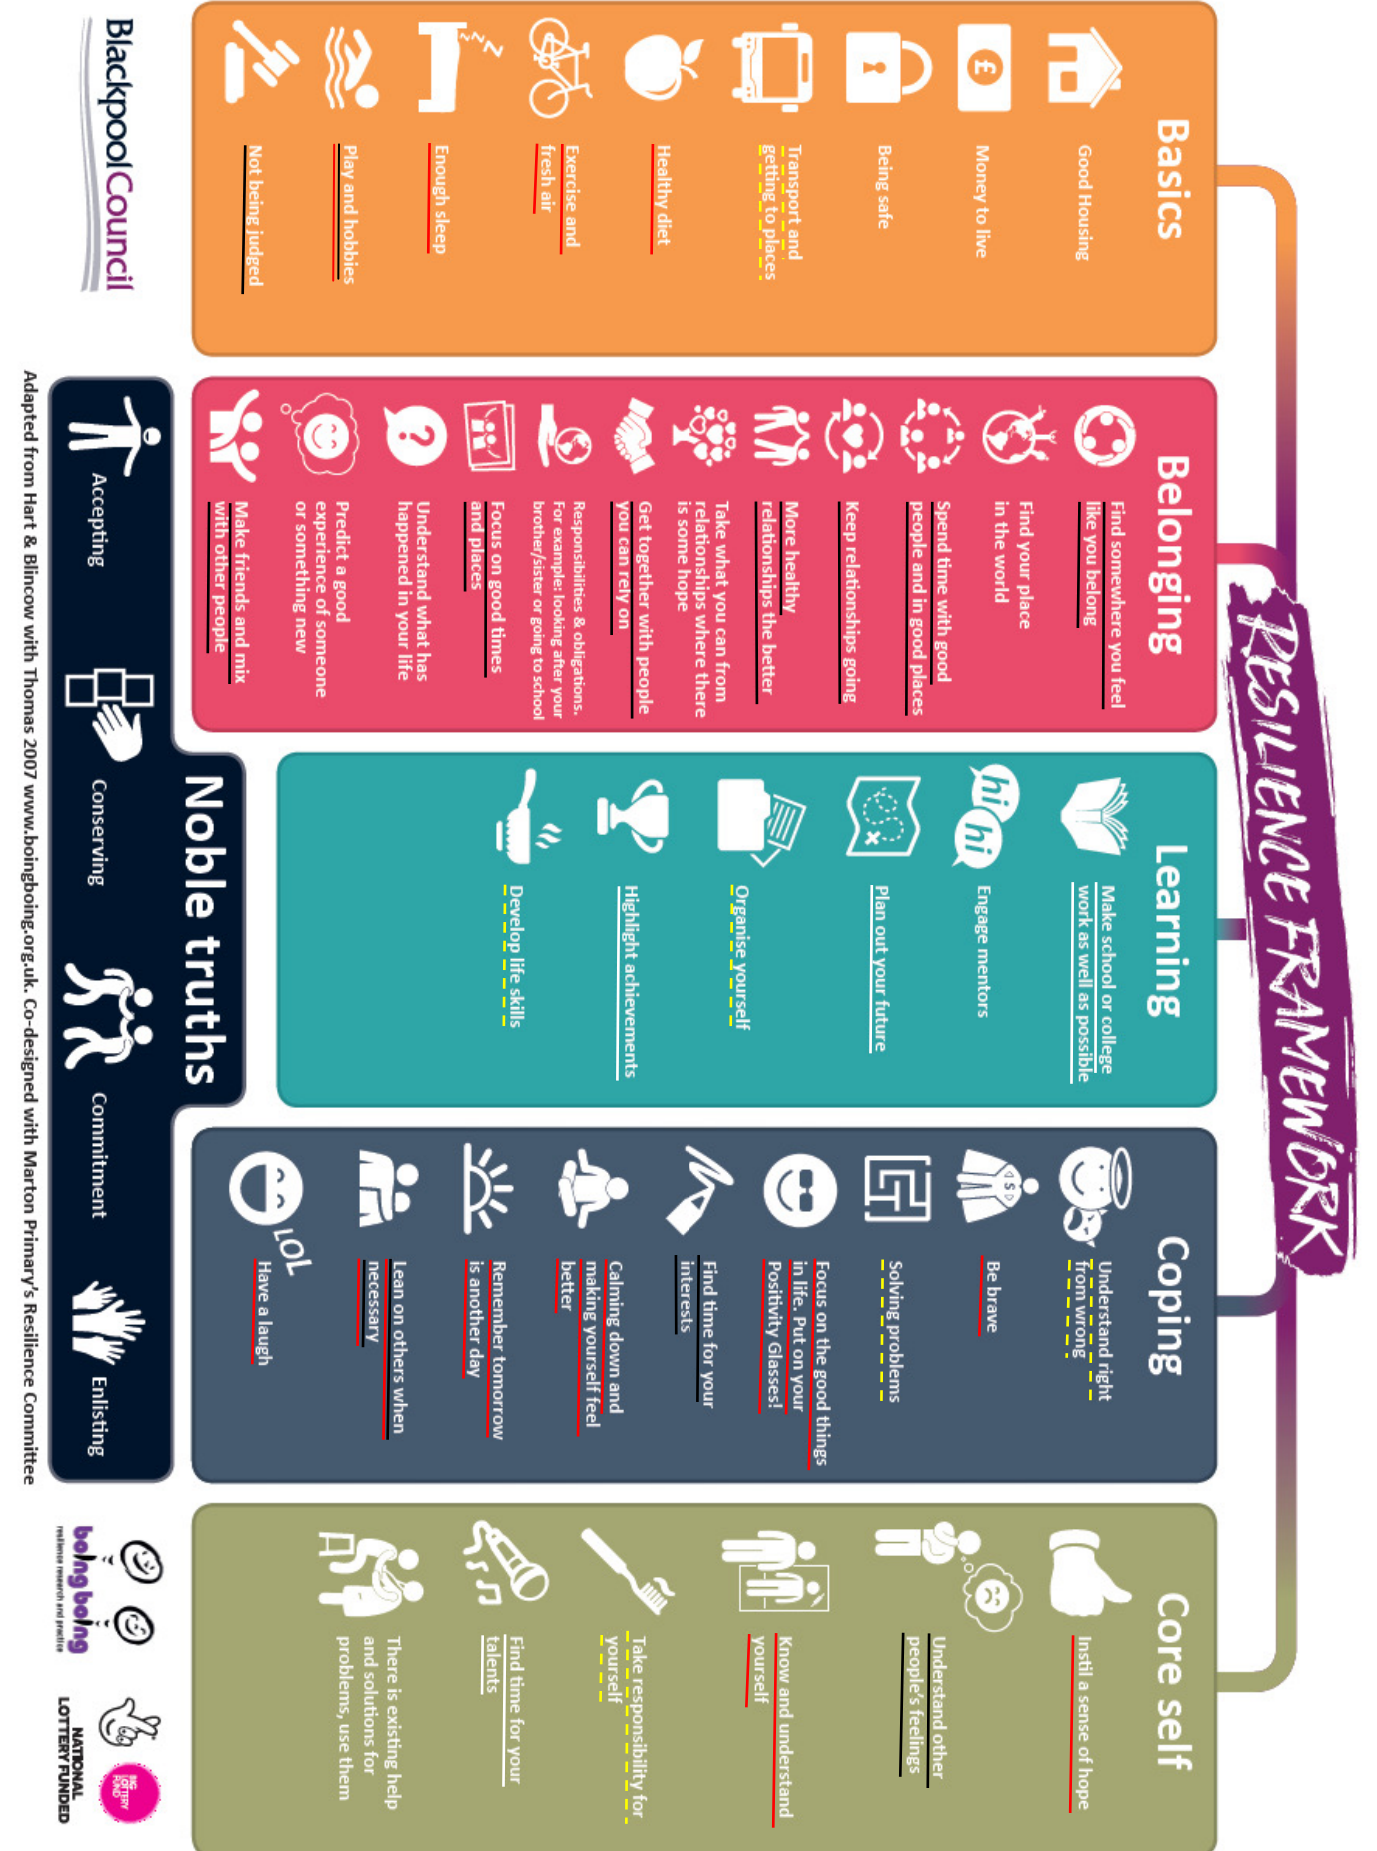 RESILIENCE FRAMEWORK
Basics
Good Housing
Money to live
Being safe
Transport and
getting to places
Healthy diet
Exercise and
fresh air
Enough sleep
Play and hobbies
Not being judged
Belonging
Find somewhere you feel
like you belong
Find your place
in the world
Spend time with good
people and in good places
Keep relationships going
More healthy
relationships the better
Take what you can from
relationships where there
is some hope
Get together with people
you can rely on
Responsibilities & obligations.
For example: looking after your
brother/sister or going to school
Focus on good times
and places
?
Understand what has
happened in your life
Predict a good
experience of someone
or something new
Make friends and mix
with other people
Learning
Make school or college
work as well as possible
hi
hi
Engage mentors
Plan out your future
Organise yourself
Highlight achievements
Develop life skills
Coping
Understand right
from wrong
S
Be brave
Solving problems
Focus on the good things
in life. Put on your
Positivity Glasses!
Find time for your
interests
Calming down and
making yourself feel
better
Remember tomorrow
is another day
Lean on others when
necessary
LOL
Have a laugh
Core self
Instil a sense of hope
Understand other
people's feelings
Know and understand
yourself
Take responsibility for
yourself
Find time for your
talents
There is existing help
and solutions for
problems, use them
Noble truths
Accepting
Conserving
Commitment
Enlisting
BlackpoolCouncil
Adapted from Hart & Blincow with Thomas 2007 www.boingboing.org.uk. Co-designed with Marton Primary's Resilience Committee
boingboing
resilience research and practice
BIG
LOTTERY
FUND
NATIONAL
LOTTERY FUNDED
£
zzz